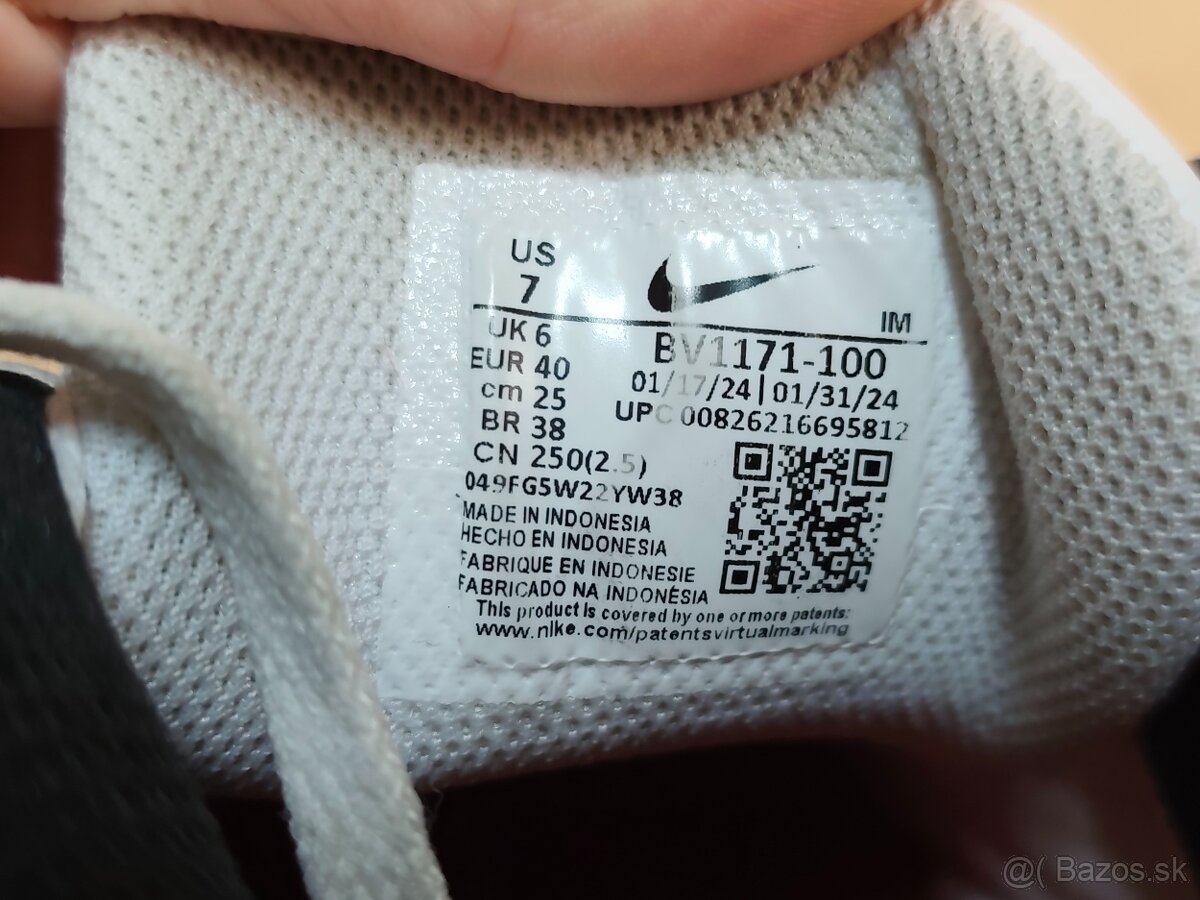 US
7
IM
UK 6
EUR 40
cm 25
BR 38
CN 250(2.5)
BV1171-100
01/17/24|01/31/24
UPC 00826216695812
049FG5W22YW38
MADE IN INDONESIA
HECHO EN INDONESIA
FABRIQUE EN INDONESIE
FABRICADO NA INDONÉSIA
This product is covered by one or more patents:
www.nike.com/patentsvirtualmarking
@( Bazos.sk